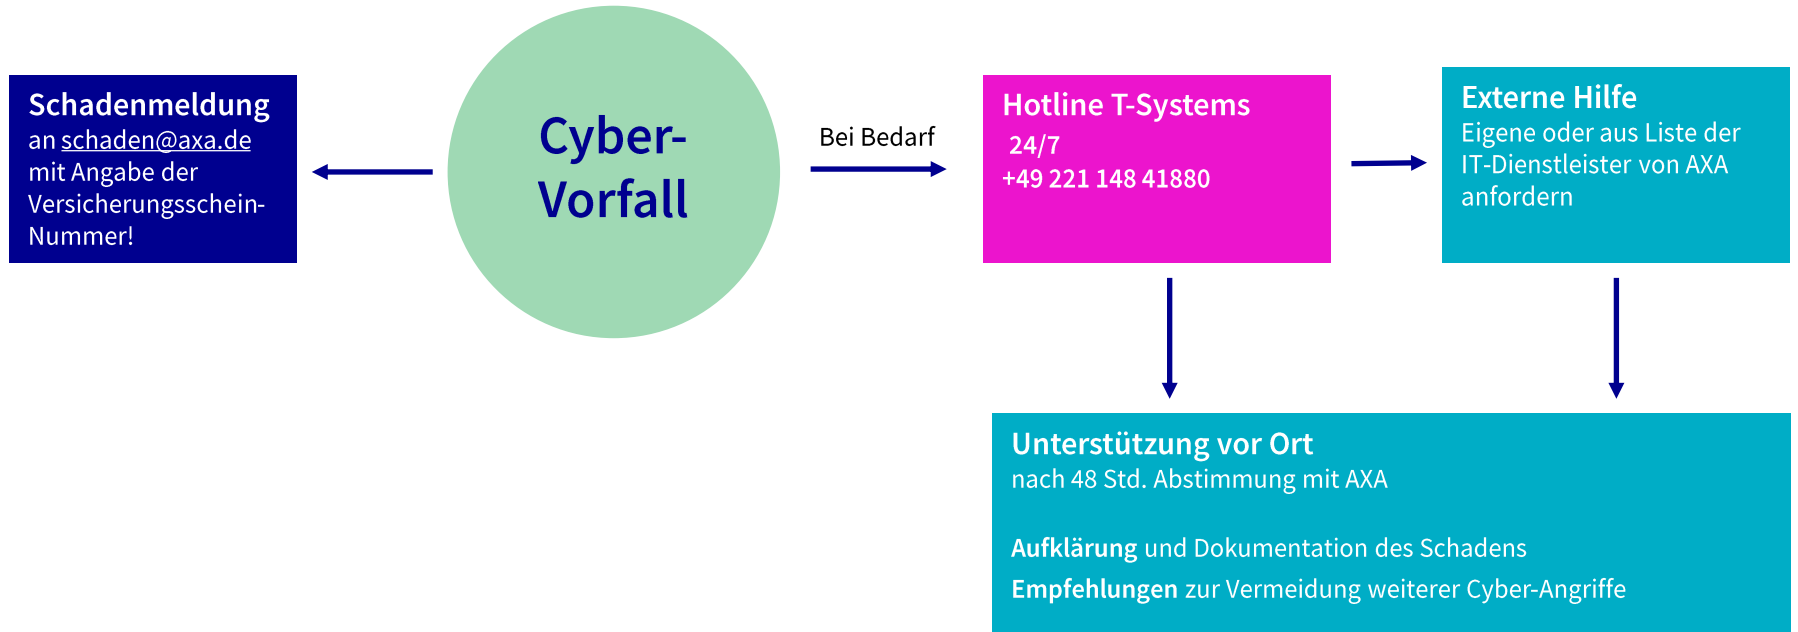 Schadenmeldung
an schaden@axa.de
mit Angabe der
Versicherungsschein-
Nummer!
Cyber-
Vorfall
Bei Bedarf
Hotline T-Systems
24/7
+49 221 148 41880
Externe Hilfe
Eigene oder aus Liste der
IT-Dienstleister von AXA
anfordern
Unterstützung vor Ort
nach 48 Std. Abstimmung mit AXA
Aufklärung und Dokumentation des Schadens
Empfehlungen zur Vermeidung weiterer Cyber-Angriffe